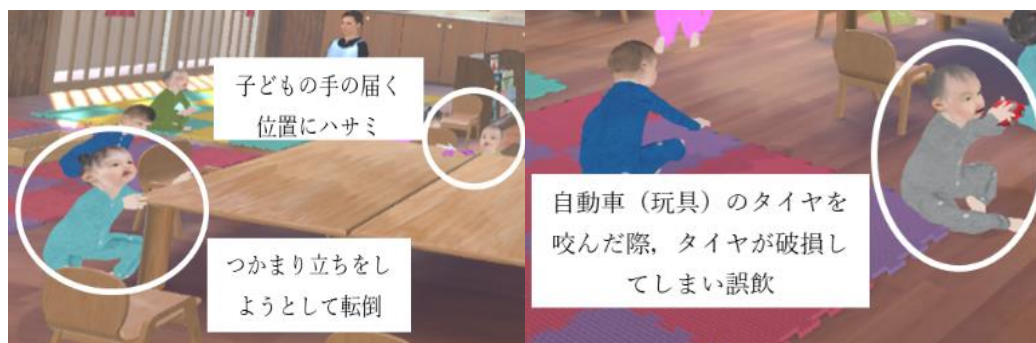 子どもの手の届く
位置にハサミ
つかまり立ちをし
ようとして転倒
自動車（玩具）のタイヤを
咬んだ際，タイヤが破損し
てしまい誤飲